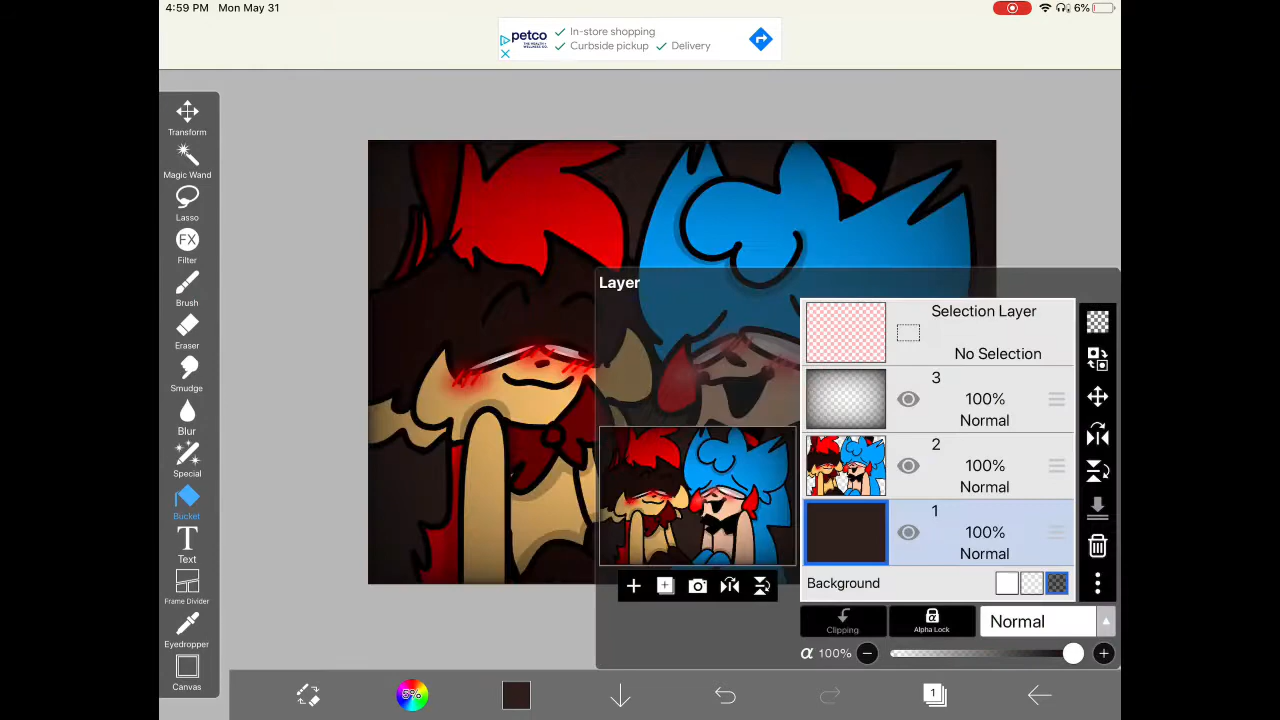 4:59 PM Mon May 31
6%
petco
In-store shopping
Curbside pickup
Delivery
Transform
Magic Wand
Lasso
FX
Filter
Brush
Eraser
Smudge
Blur
Special
Bucket
T
Text
Frame Divider
Eyedropper
Canvas
Layer
Selection Layer
No Selection
3
100%
Normal
2
100%
Normal
1
100%
Normal
Background
Clipping
α
Alpha Lock
Normal
α 100%
5%
1